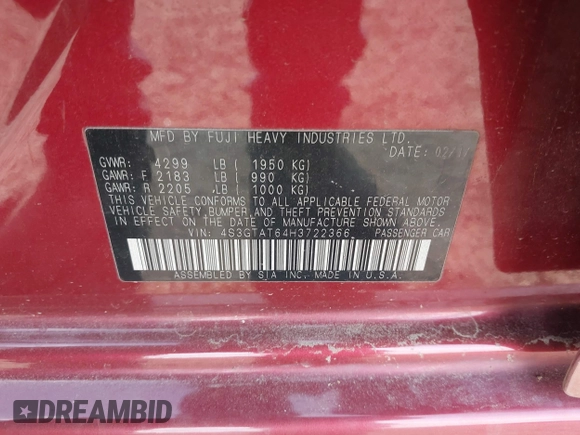 MFD BY FUJI HEAVY INDUSTRIES LTD.
DATE: 02/
GVWR: 4299 LB ( 1950 KG)
GAWR: F 2183 LB ( 990 KG)
GAWR: R 2205 LB ( 1000 KG)
THIS VEHICLE CONFORMS TO ALL APPLICABLE FEDERAL MOTOR
VEHICLE SAFETY, BUMPER, AND THEFT PREVENTION STANDARDS
IN EFFECT ON THE DATE OF MANUFACTURE SHOWN ABOVE.
VIN: 4S3GTAT64H3722366 PASSENGER CAR
ASSEMBLED BY SIA INC. MADE IN U.S.A.
DREAMBID